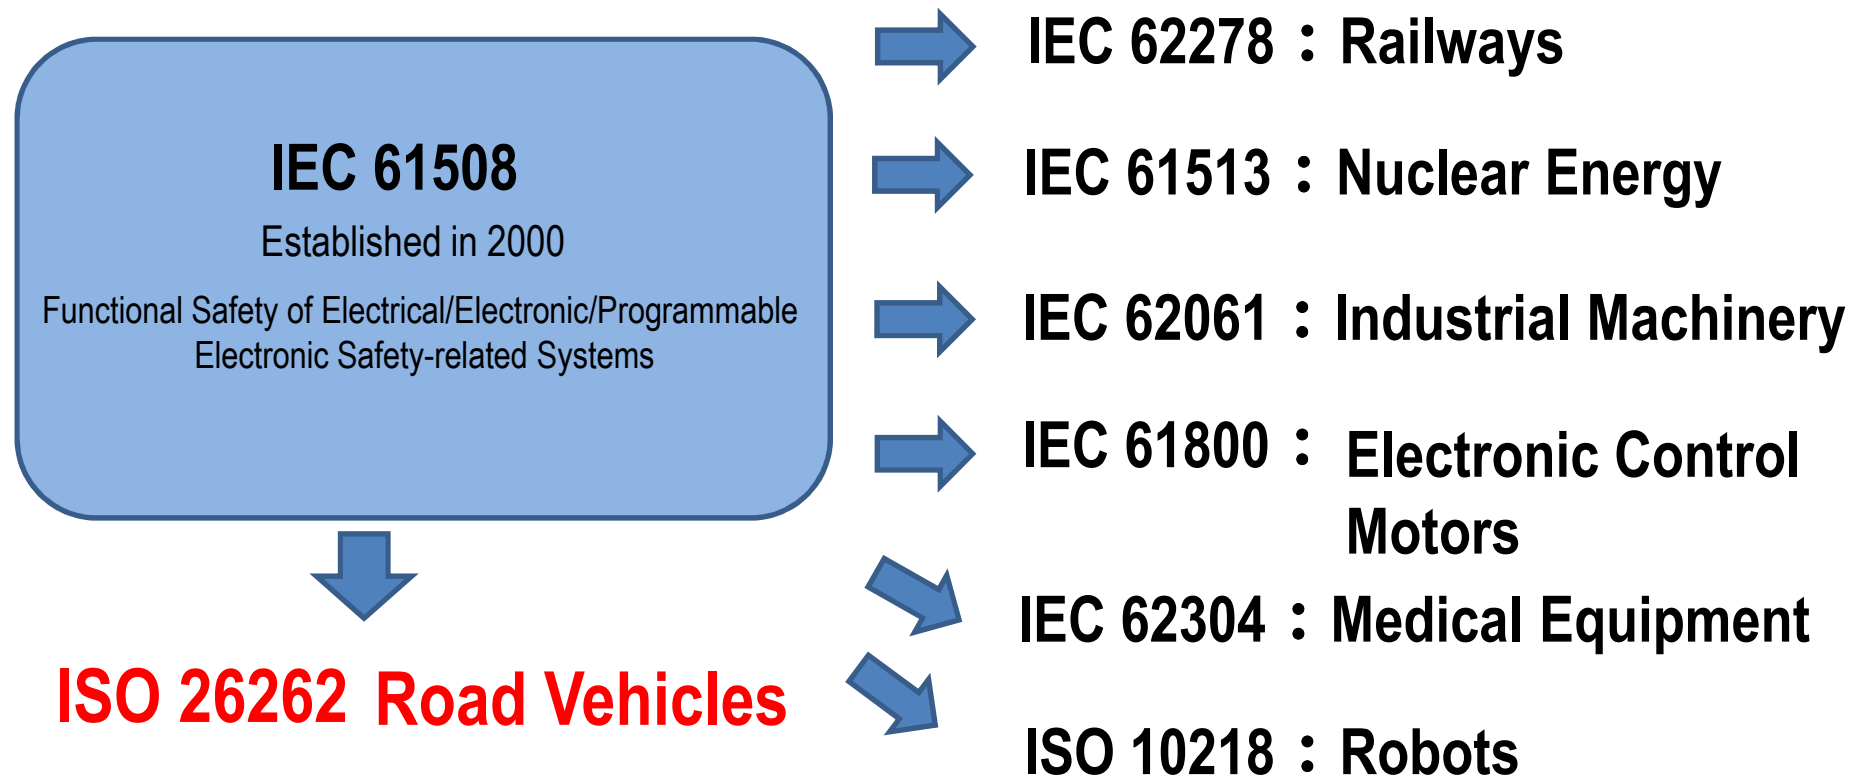 IEC 61508
Established in 2000
Functional Safety of Electrical/Electronic/Programmable
Electronic Safety-related Systems
ISO 26262 Road Vehicles
IEC 62278：Railways
IEC 61513：Nuclear Energy
IEC 62061：Industrial Machinery
IEC 61800：Electronic Control
Motors
IEC 62304：Medical Equipment
ISO 10218：Robots